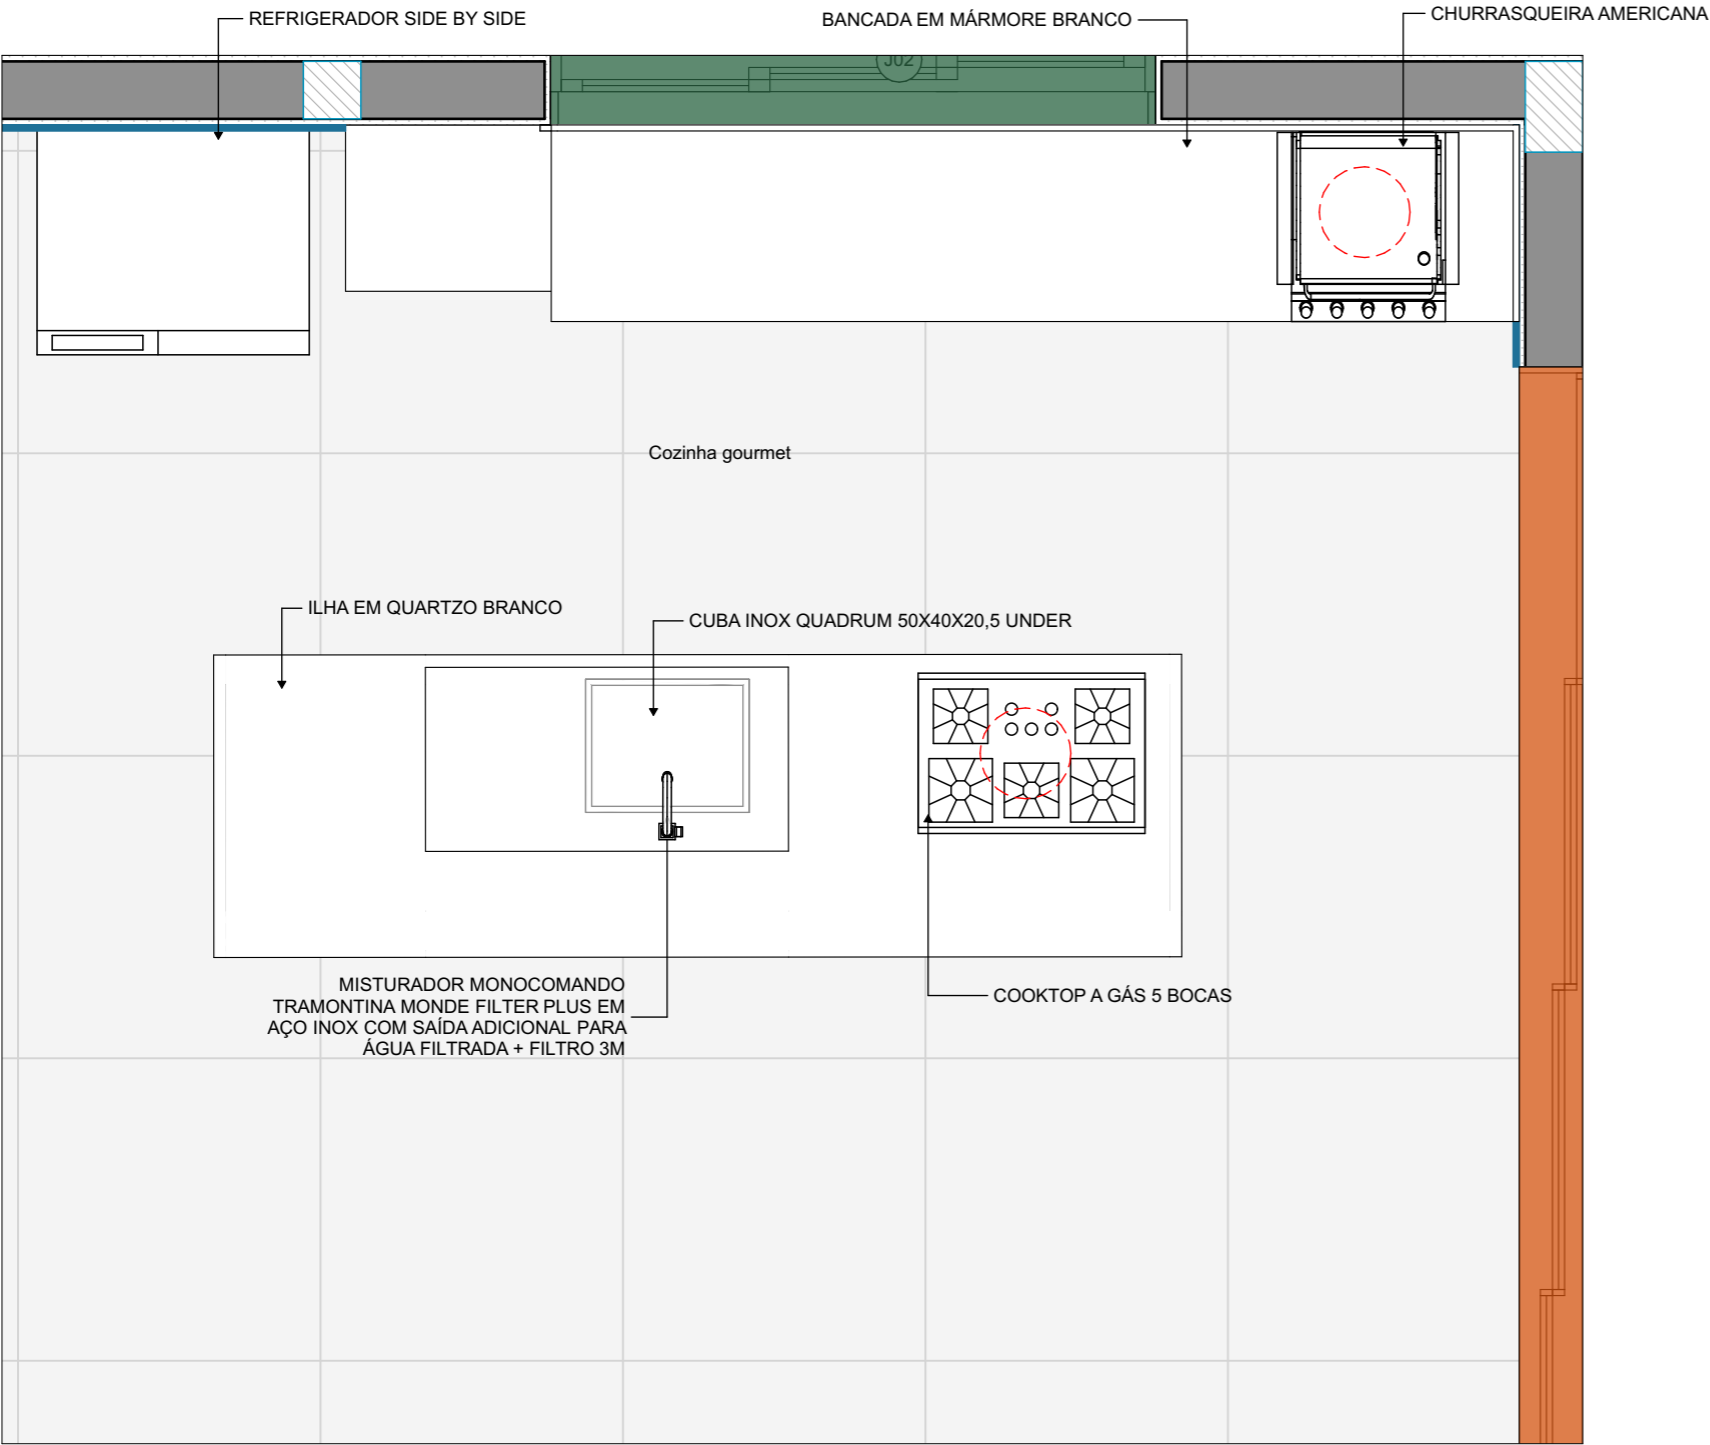 REFRIGERADOR SIDE BY SIDE
BANCADA EM MÁRMORE BRANCO
CHURRASQUEIRA AMERICANA
J02
Cozinha gourmet
ILHA EM QUARTZO BRANCO
CUBA INOX QUADRUM 50X40X20,5 UNDER
MISTURADOR MONOCOMANDO
TRAMONTINA MONDE FILTER PLUS EM
AÇO INOX COM SAÍDA ADICIONAL PARA
ÁGUA FILTRADA + FILTRO 3M
COOKTOP A GÁS 5 BOCAS